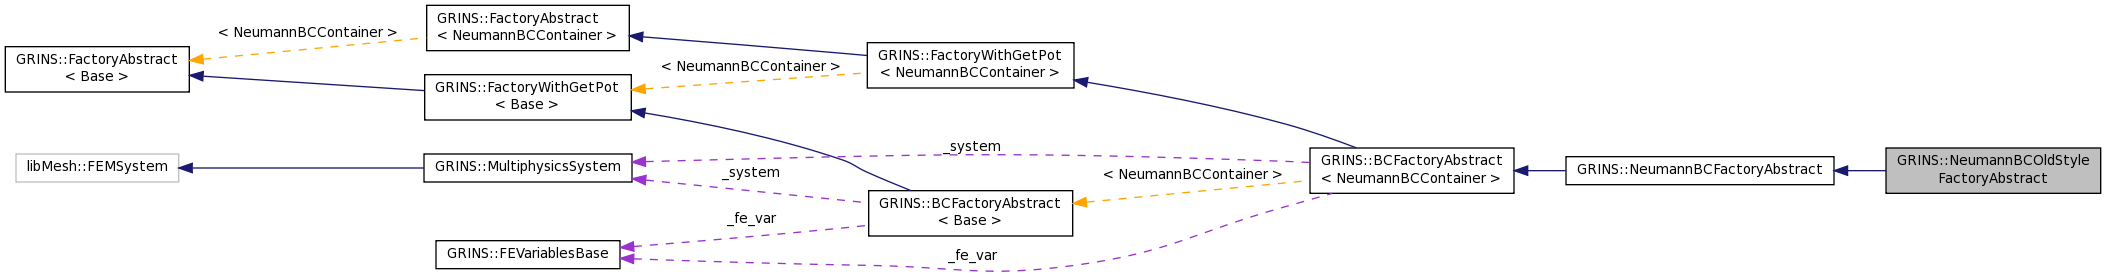 GRINS::FactoryAbstract
< Base >
< NeumannBCContainer >
GRINS::FactoryAbstract
< NeumannBCContainer >
GRINS::FactoryWithGetPot
< Base >
< NeumannBCContainer >
GRINS::FactoryWithGetPot
< NeumannBCContainer >
libMesh::FEMSystem
GRINS::MultiphysicsSystem
_system
_system
GRINS::BCFactoryAbstract
< Base >
< NeumannBCContainer >
GRINS::BCFactoryAbstract
< NeumannBCContainer >
GRINS::NeumannBCFactoryAbstract
GRINS::NeumannBCOldStyle
FactoryAbstract
_fe_var
GRINS::FEVariablesBase
_fe_var